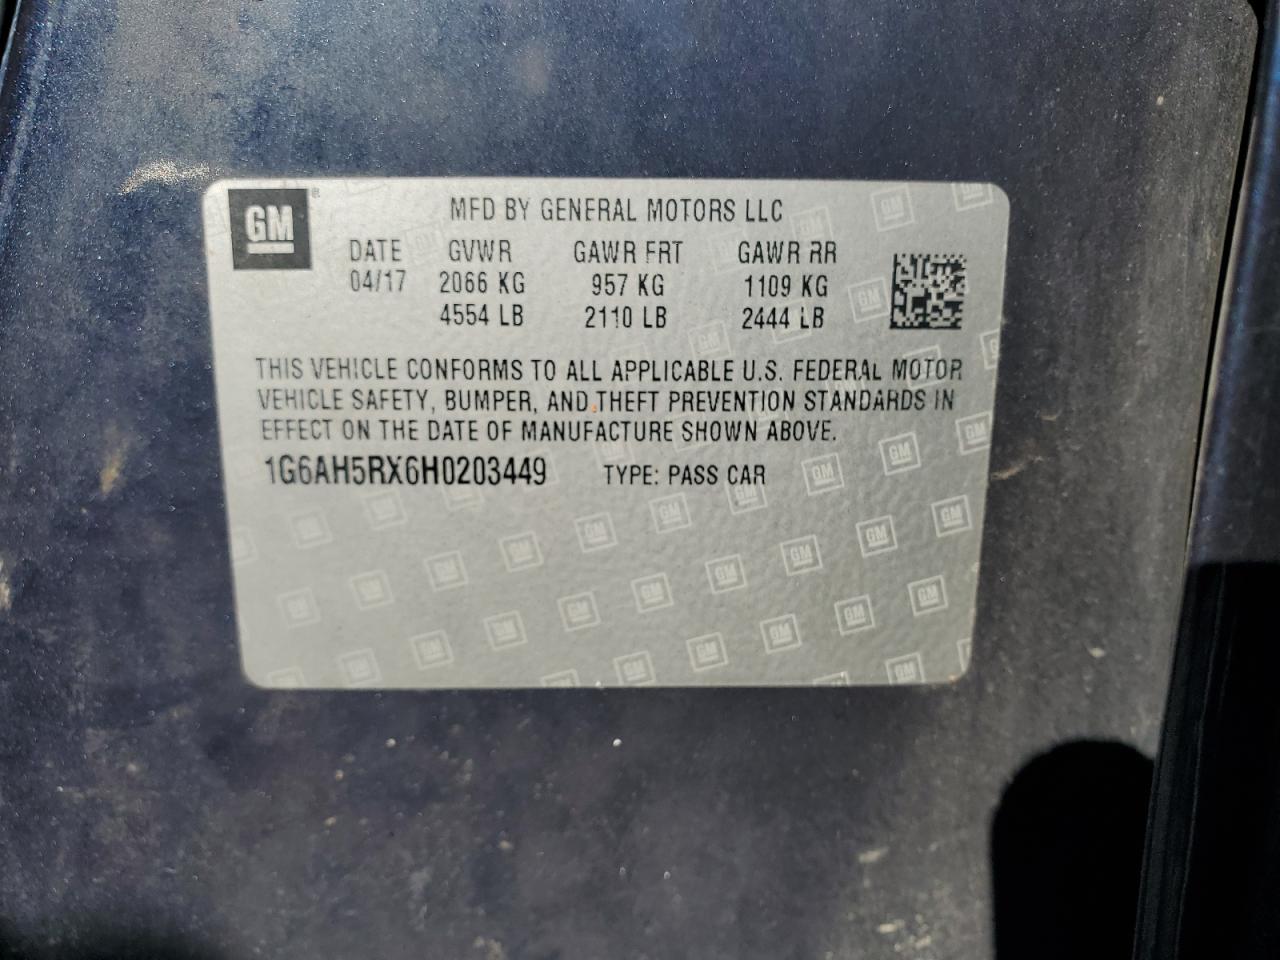 GM
MFD BY GENERAL MOTORS LLC
DATE GVWR GAWR FRT GAWR RR
04/17 2066 KG 957 KG 1109 KG
4554 LB 2110 LB 2444 LB
THIS VEHICLE CONFORMS TO ALL APPLICABLE U.S. FEDERAL MOTOR
VEHICLE SAFETY, BUMPER, AND THEFT PREVENTION STANDARDS IN
EFFECT ON THE DATE OF MANUFACTURE SHOWN ABOVE.
1G6AH5RX6H0203449 TYPE: PASS CAR